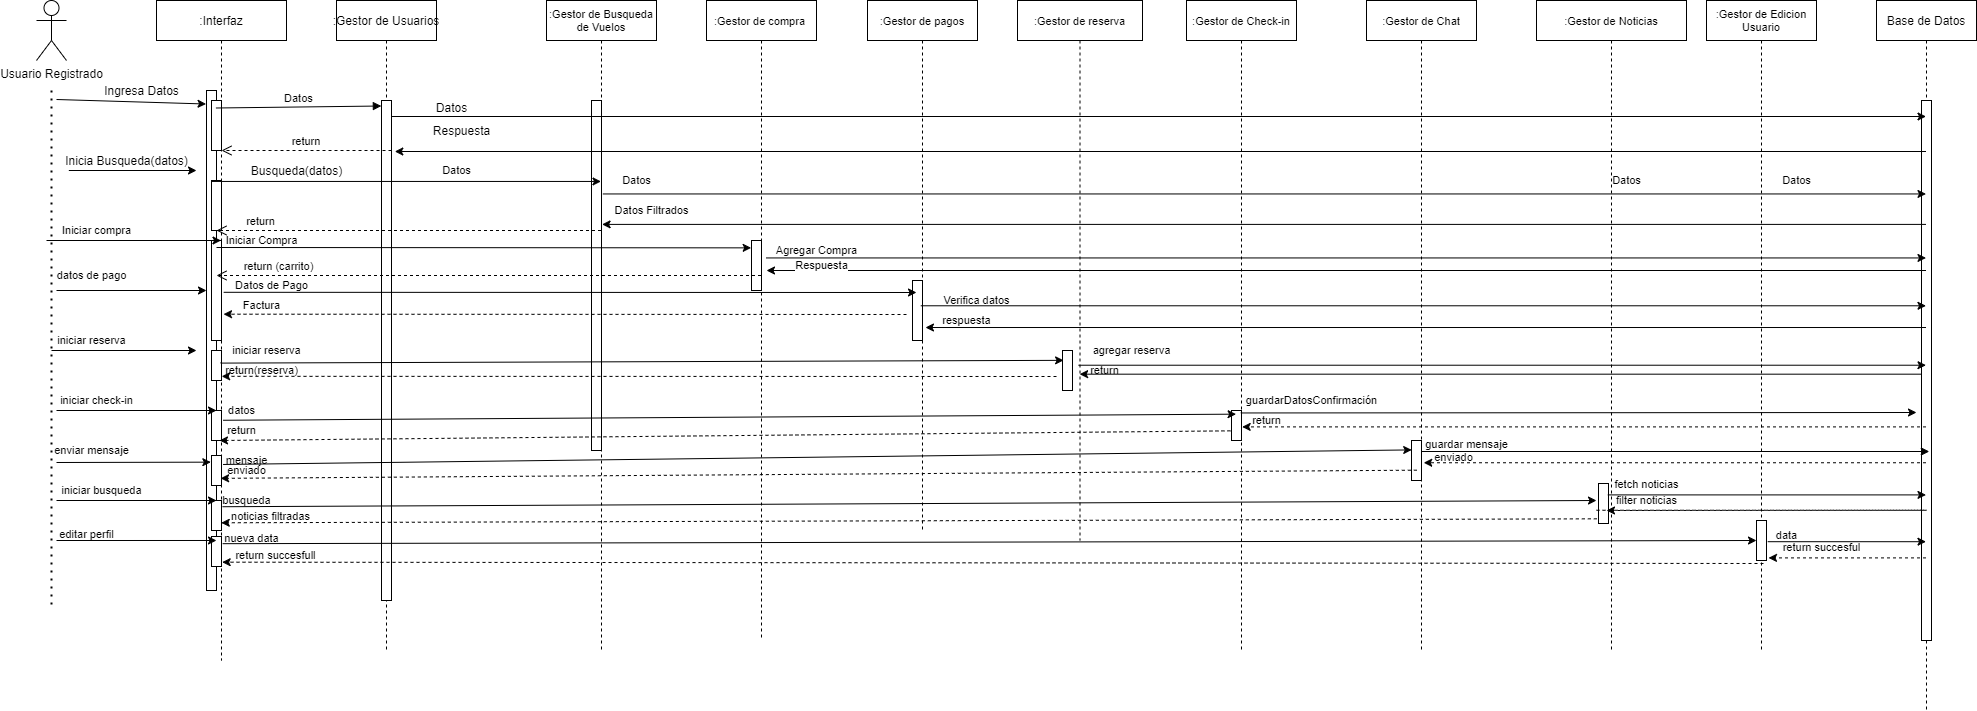 :Interfaz
:Gestor de Usuarios
:Gestor de Busqueda
de Vuelos
:Gestor de compra
:Gestor de pagos
:Gestor de reserva
:Gestor de Check-in
:Gestor de Chat
:Gestor de Noticias
:Gestor de Edicion
Usuario
Base de Datos
Usuario Registrado
Ingresa Datos
Datos
Datos
Respuesta
return
Inicia Busqueda(datos)
Busqueda(datos)
Datos
Datos
Datos
Datos
Datos Filtrados
return
Iniciar compra
Iniciar Compra
Agregar Compra
return (carrito)
Respuesta
datos de pago
Datos de Pago
Factura
Verifica datos
respuesta
iniciar reserva
iniciar reserva
agregar reserva
return(reserva)
return
iniciar check-in
datos
guardarDatosConfirmación
return
return
enviar mensaje
mensaje
guardar mensaje
enviado
enviado
iniciar busqueda
busqueda
fetch noticias
filter noticias
noticias filtradas
editar perfil
nueva data
data
return succesful
return succesfull